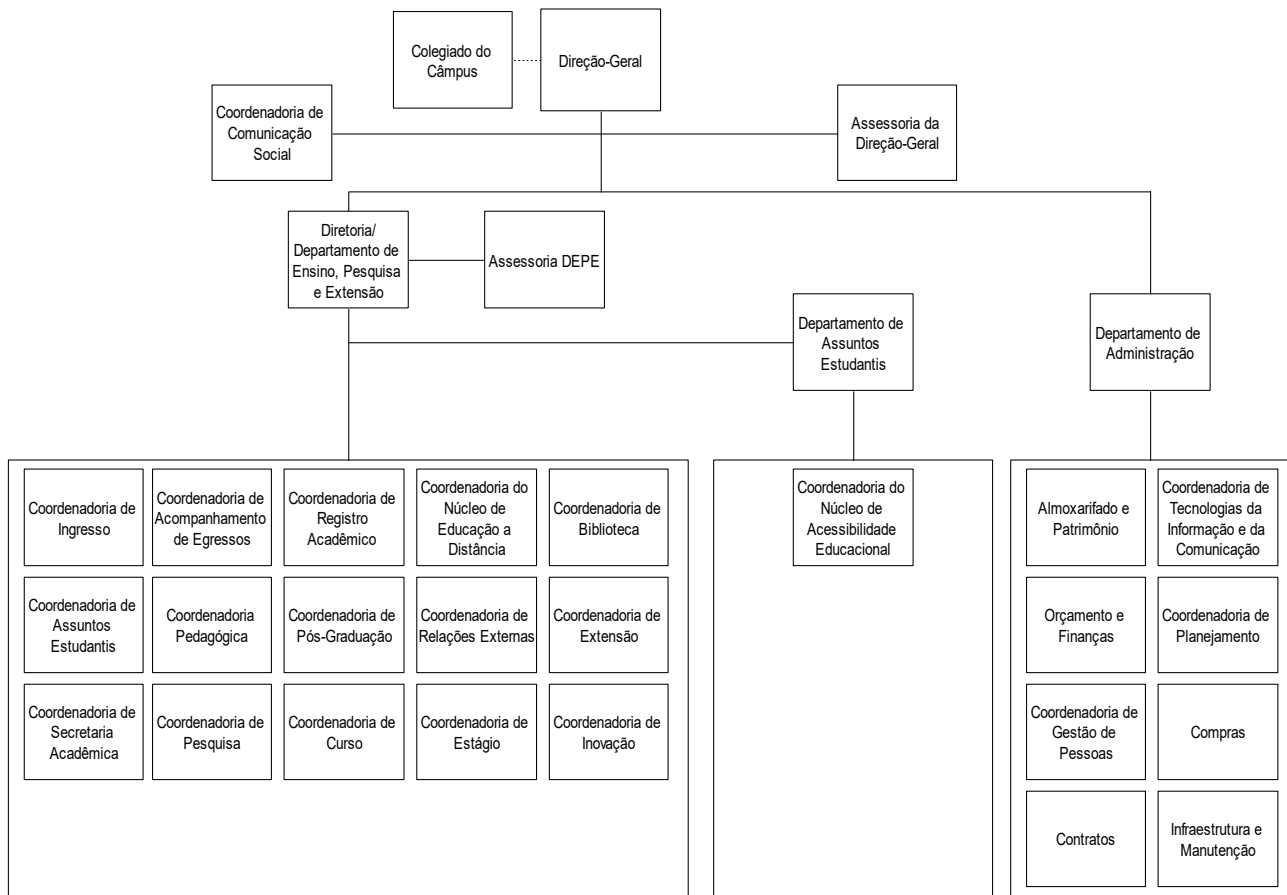 Colegiado do
Câmpus
Direção-Geral
Coordenadoria de
Comunicação
Social
Assessoria da
Direção-Geral
Diretoria/
Departamento de
Ensino, Pesquisa
e Extensão
Assessoria DEPE
Departamento de
Assuntos
Estudantis
Departamento de
Administração
Coordenadoria de
Ingresso
Coordenadoria de
Acompanhamento
de Egressos
Coordenadoria de
Registro
Acadêmico
Coordenadoria do
Núcleo de
Educação a
Distância
Coordenadoria
de Biblioteca
Coordenadoria de
Assuntos
Estudantis
Coordenadoria
Pedagógica
Coordenadoria de
Pós-Graduação
Coordenadoria de
Relações Externas
Coordenadoria de
Extensão
Coordenadoria de
Secretaria
Acadêmica
Coordenadoria de
Pesquisa
Coordenadoria de
Curso
Coordenadoria de
Estágio
Coordenadoria de
Inovação
Coordenadoria do
Núcleo de
Acessibilidade
Educacional
Almoxarifado e
Patrimônio
Coordenadoria de
Tecnologias da
Informação e da
Comunicação
Orçamento e
Finanças
Coordenadoria de
Planejamento
Coordenadoria de
Gestão de
Pessoas
Compras
Contratos
Infraestrutura e
Manutenção